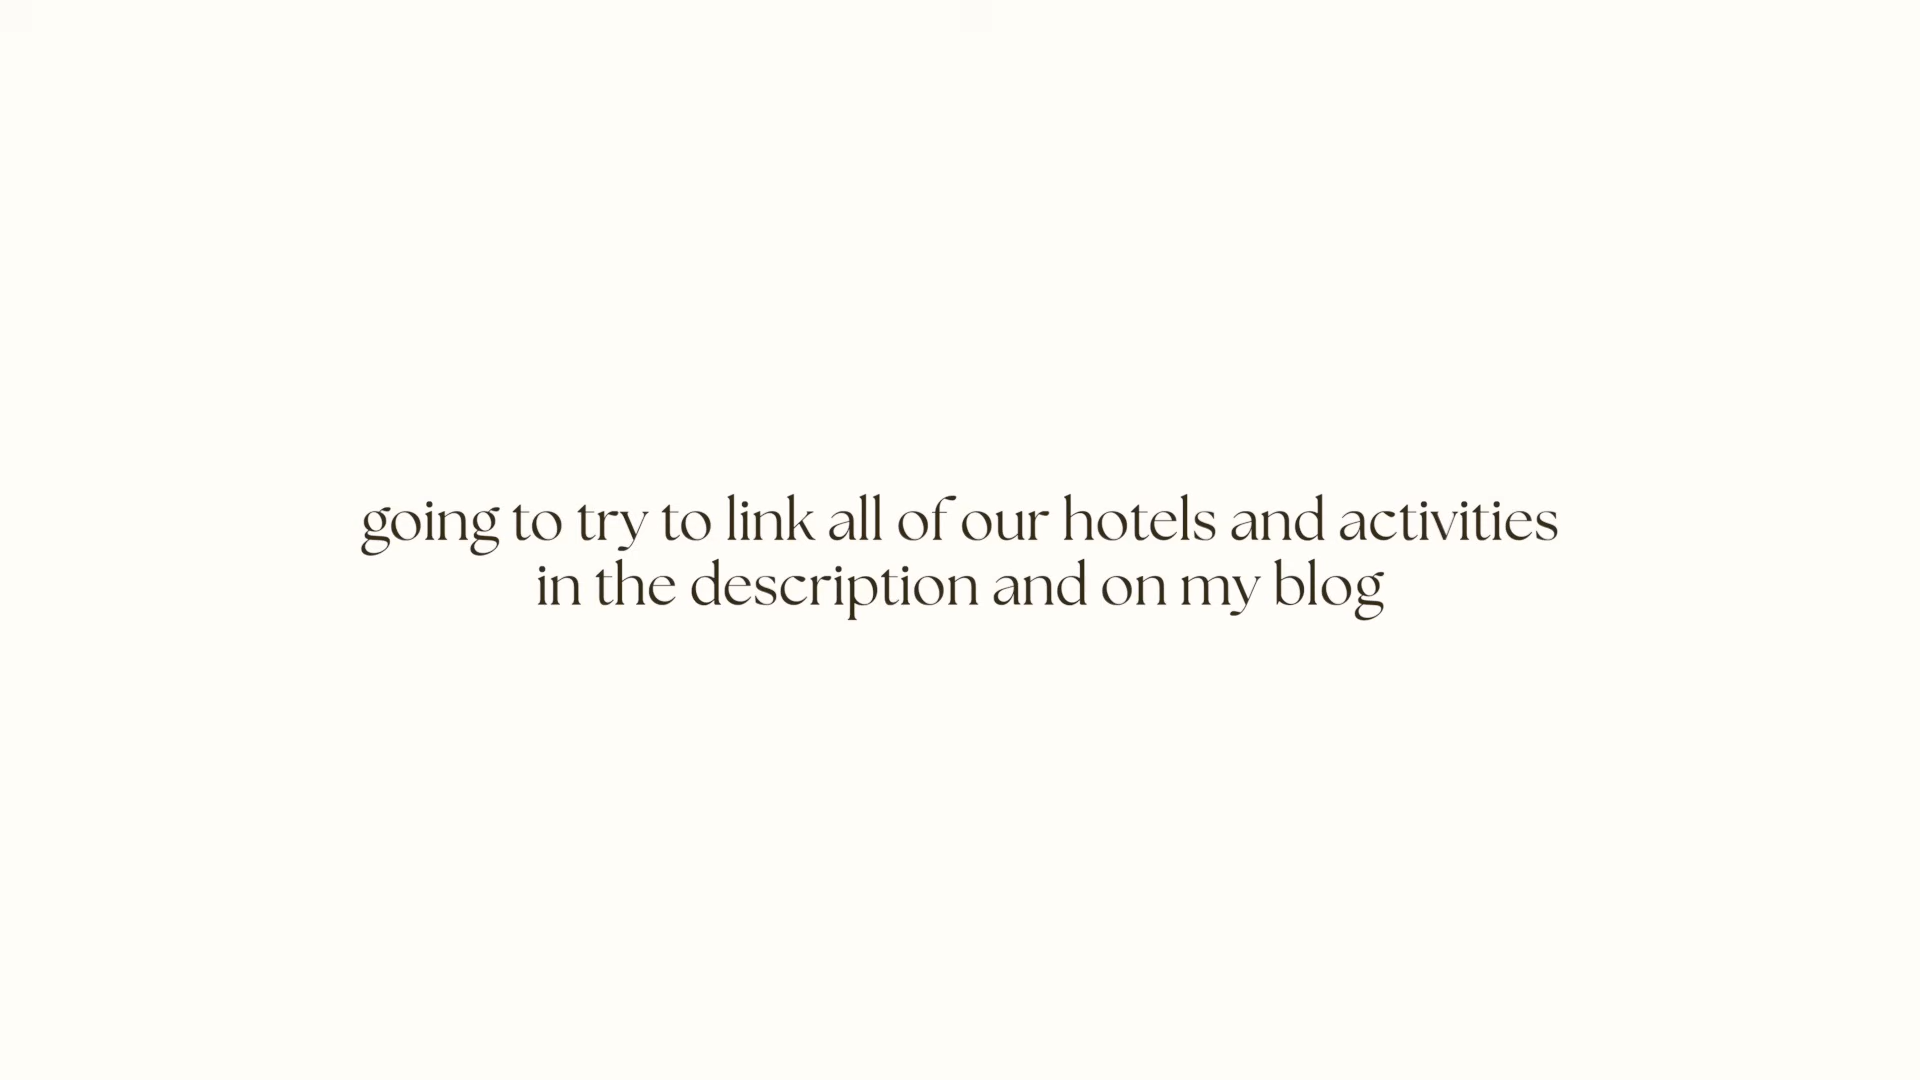 going to try to link all of our hotels and activities
in the description and on my blog